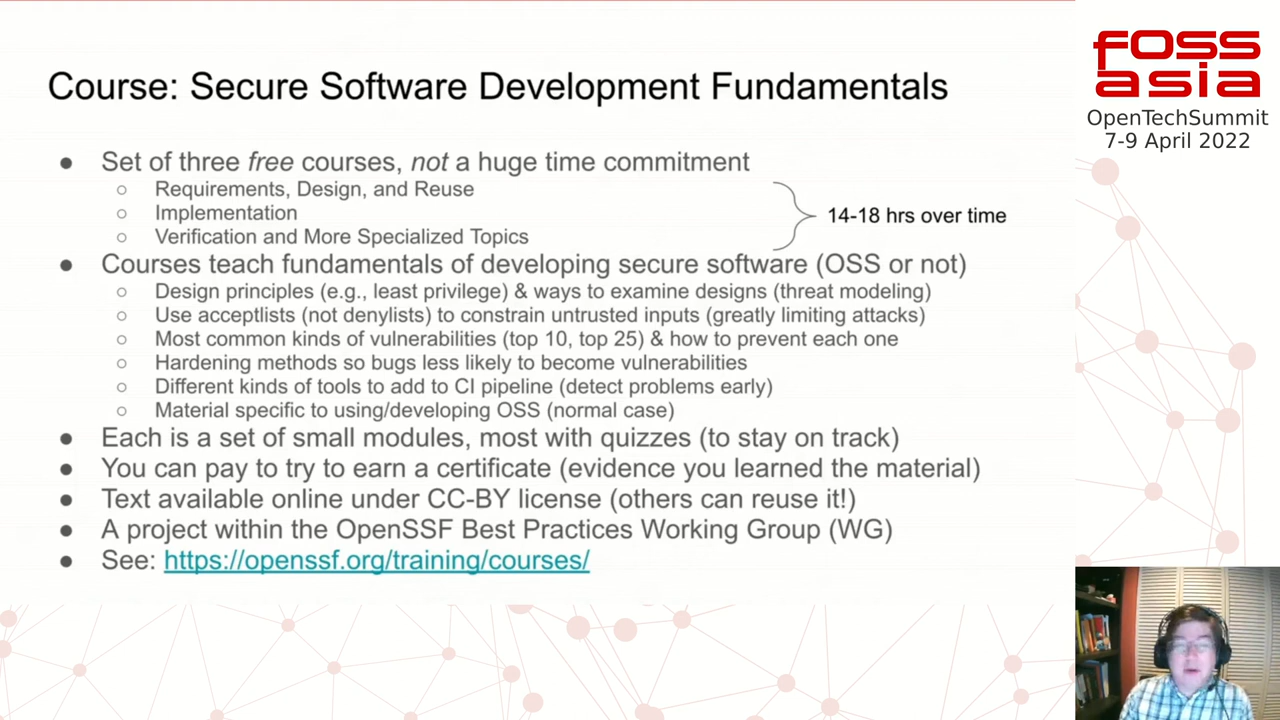 Course: Secure Software Development Fundamentals
● Set of three free courses, not a huge time commitment
○ Requirements, Design, and Reuse
○ Implementation
○ Verification and More Specialized Topics
14-18 hrs over time
● Courses teach fundamentals of developing secure software (OSS or not)
○ Design principles (e.g., least privilege) & ways to examine designs (threat modeling)
○ Use acceptlists (not denylists) to constrain untrusted inputs (greatly limiting attacks)
○ Most common kinds of vulnerabilities (top 10, top 25) & how to prevent each one
○ Hardening methods so bugs less likely to become vulnerabilities
○ Different kinds of tools to add to CI pipeline (detect problems early)
○ Material specific to using/developing OSS (normal case)
● Each is a set of small modules, most with quizzes (to stay on track)
● You can pay to try to earn a certificate (evidence you learned the material)
● Text available online under CC-BY license (others can reuse it!)
● A project within the OpenSSF Best Practices Working Group (WG)
● See: https://openssf.org/training/courses/
FOSS
asia
OpenTechSummit
7-9 April 2022